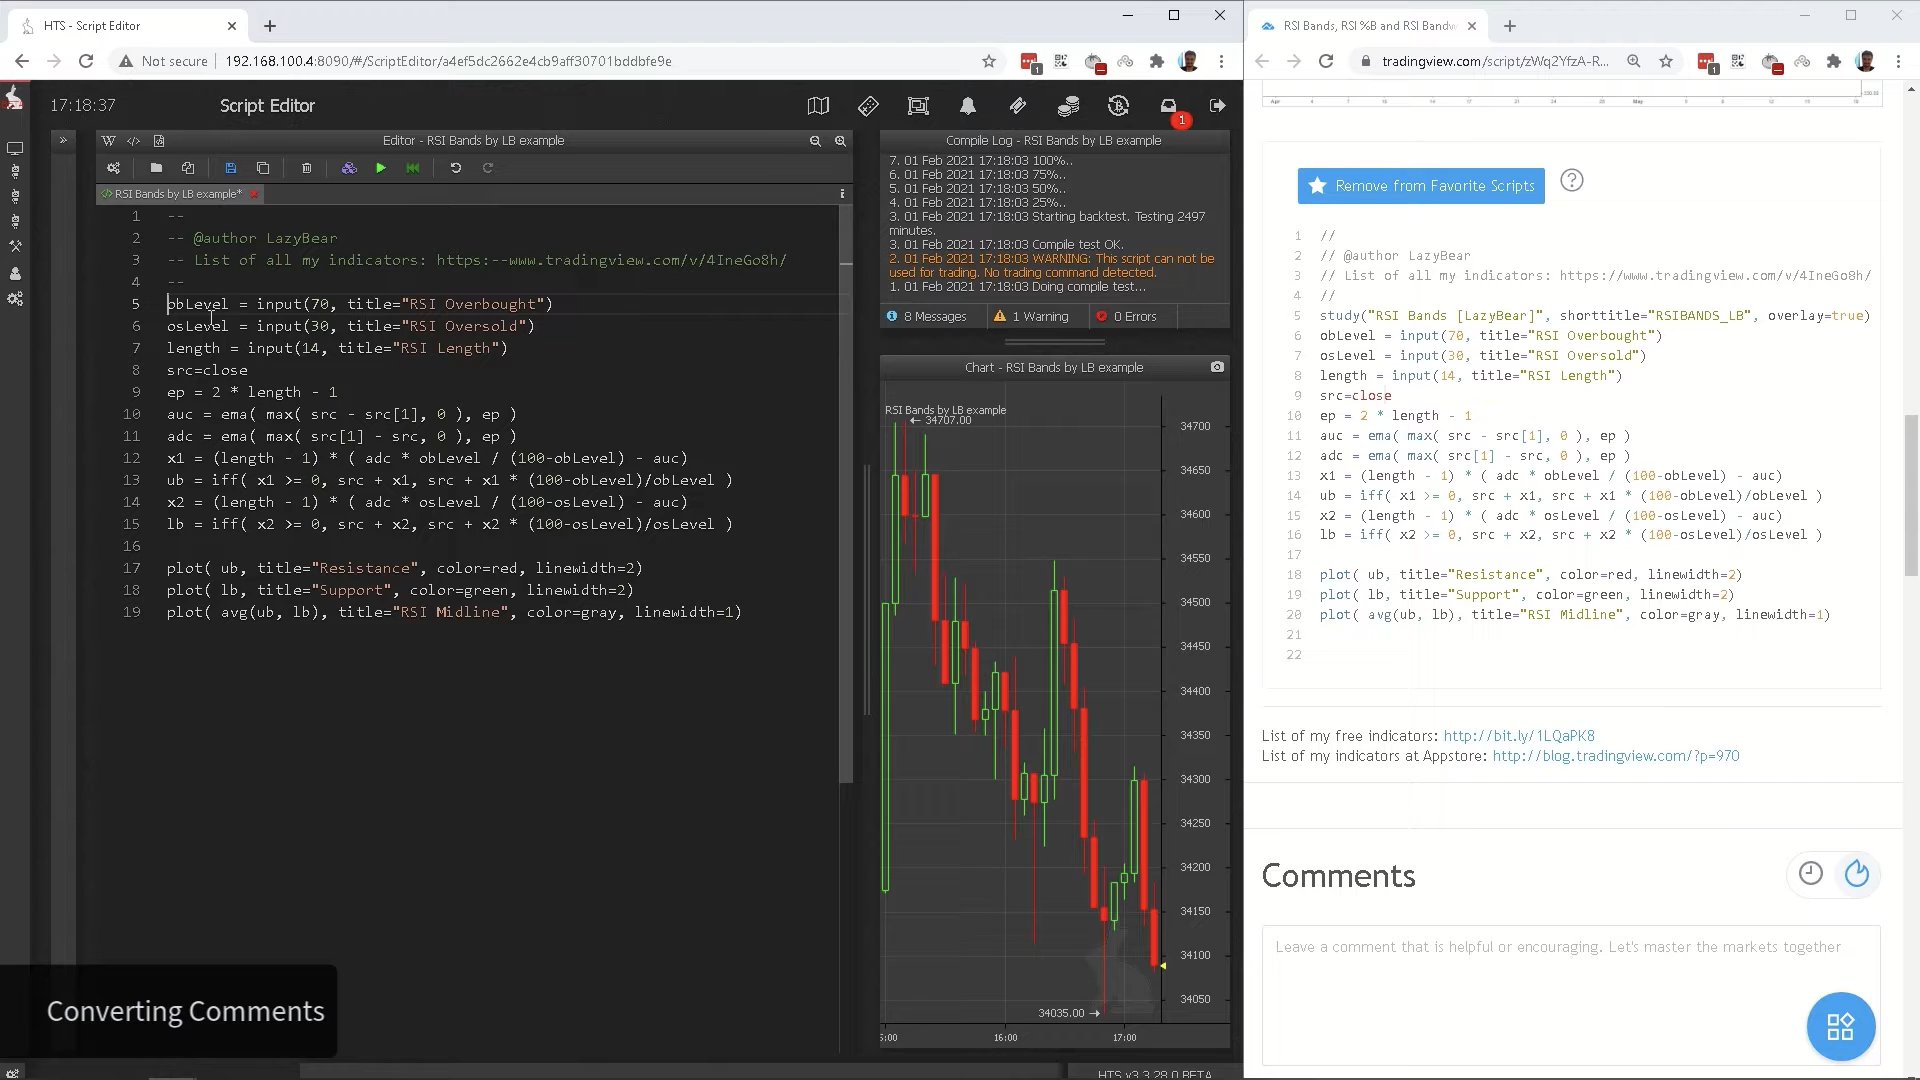 HTS - Script Editor
Not secure
192.168.100.4:8090/#/ScriptEditor/a4ef5dc2662e4cb9aff30701bddbfe9e
17:18:37
Script Editor
1
1
Editor - RSI Bands by LB example
RSI Bands by LB example*
1 --
2 -- @author LazyBear
3 -- List of all my indicators: https:--www.tradingview.com/v/4IneGo8h/
4 --
5 obLevel = input(70, title="RSI Overbought")
6 osLevel = input(30, title="RSI Oversold")
7 length = input(14, title="RSI Length")
8 src=close
9 ep = 2 * length - 1
10 auc = ema( max( src - src[1], 0 ), ep )
11 adc = ema( max( src[1] - src, 0 ), ep )
12 x1 = (length - 1) * ( adc * obLevel / (100-obLevel) - auc)
13 ub = iff( x1 >= 0, src + x1, src + x1 * (100-obLevel)/obLevel )
14 x2 = (length - 1) * ( adc * osLevel / (100-osLevel) - auc)
15 lb = iff( x2 >= 0, src + x2, src + x2 * (100-osLevel)/osLevel )
16
17 plot( ub, title="Resistance", color=red, linewidth=2)
18 plot( lb, title="Support", color=green, linewidth=2)
19 plot( avg(ub, lb), title="RSI Midline", color=gray, linewidth=1)
Converting Comments
Compile Log - RSI Bands by LB example
7. 01 Feb 2021 17:18:03 100%..
6. 01 Feb 2021 17:18:03 75%..
5. 01 Feb 2021 17:18:03 50%..
4. 01 Feb 2021 17:18:03 25%..
3. 01 Feb 2021 17:18:03 Starting backtest. Testing 2497
minutes.
3. 01 Feb 2021 17:18:03 Compile test OK.
2. 01 Feb 2021 17:18:03 WARNING: This script can not be
used for trading. No trading command detected.
1. 01 Feb 2021 17:18:03 Doing compile test...
8 Messages
1 Warning
0 Errors
Chart - RSI Bands by LB example
RSI Bands by LB example
34707.00
34700
34650
34600
34550
34500
34450
34400
34350
34300
34250
34200
34150
34100
34050
34035.00
5:00
16:00
17:00
HTS v3.3.28.0 BETA
RSI Bands, RSI %B and RSI Bandw
tradingview.com/script/zWq2YfzA-R...
1
Remove from Favorite Scripts
1 //
2 // @author LazyBear
3 // List of all my indicators: https://www.tradingview.com/v/4IneGo8h/
4 //
5 study("RSI Bands [LazyBear]", shorttitle="RSIBANDS_LB", overlay=true)
6 obLevel = input(70, title="RSI Overbought")
7 osLevel = input(30, title="RSI Oversold")
8 length = input(14, title="RSI Length")
9 src=close
10 ep = 2 * length - 1
11 auc = ema( max( src - src[1], 0 ), ep )
12 adc = ema( max( src[1] - src, 0 ), ep )
13 x1 = (length - 1) * ( adc * obLevel / (100-obLevel) - auc)
14 ub = iff( x1 >= 0, src + x1, src + x1 * (100-obLevel)/obLevel )
15 x2 = (length - 1) * ( adc * osLevel / (100-osLevel) - auc)
16 lb = iff( x2 >= 0, src + x2, src + x2 * (100-osLevel)/osLevel )
17
18 plot( ub, title="Resistance", color=red, linewidth=2)
19 plot( lb, title="Support", color=green, linewidth=2)
20 plot( avg(ub, lb), title="RSI Midline", color=gray, linewidth=1)
21
22
List of my free indicators: http://bit.ly/1LQaPK8
List of my indicators at Appstore: http://blog.tradingview.com/?p=970
Comments
Leave a comment that is helpful or encouraging. Let's master the markets together